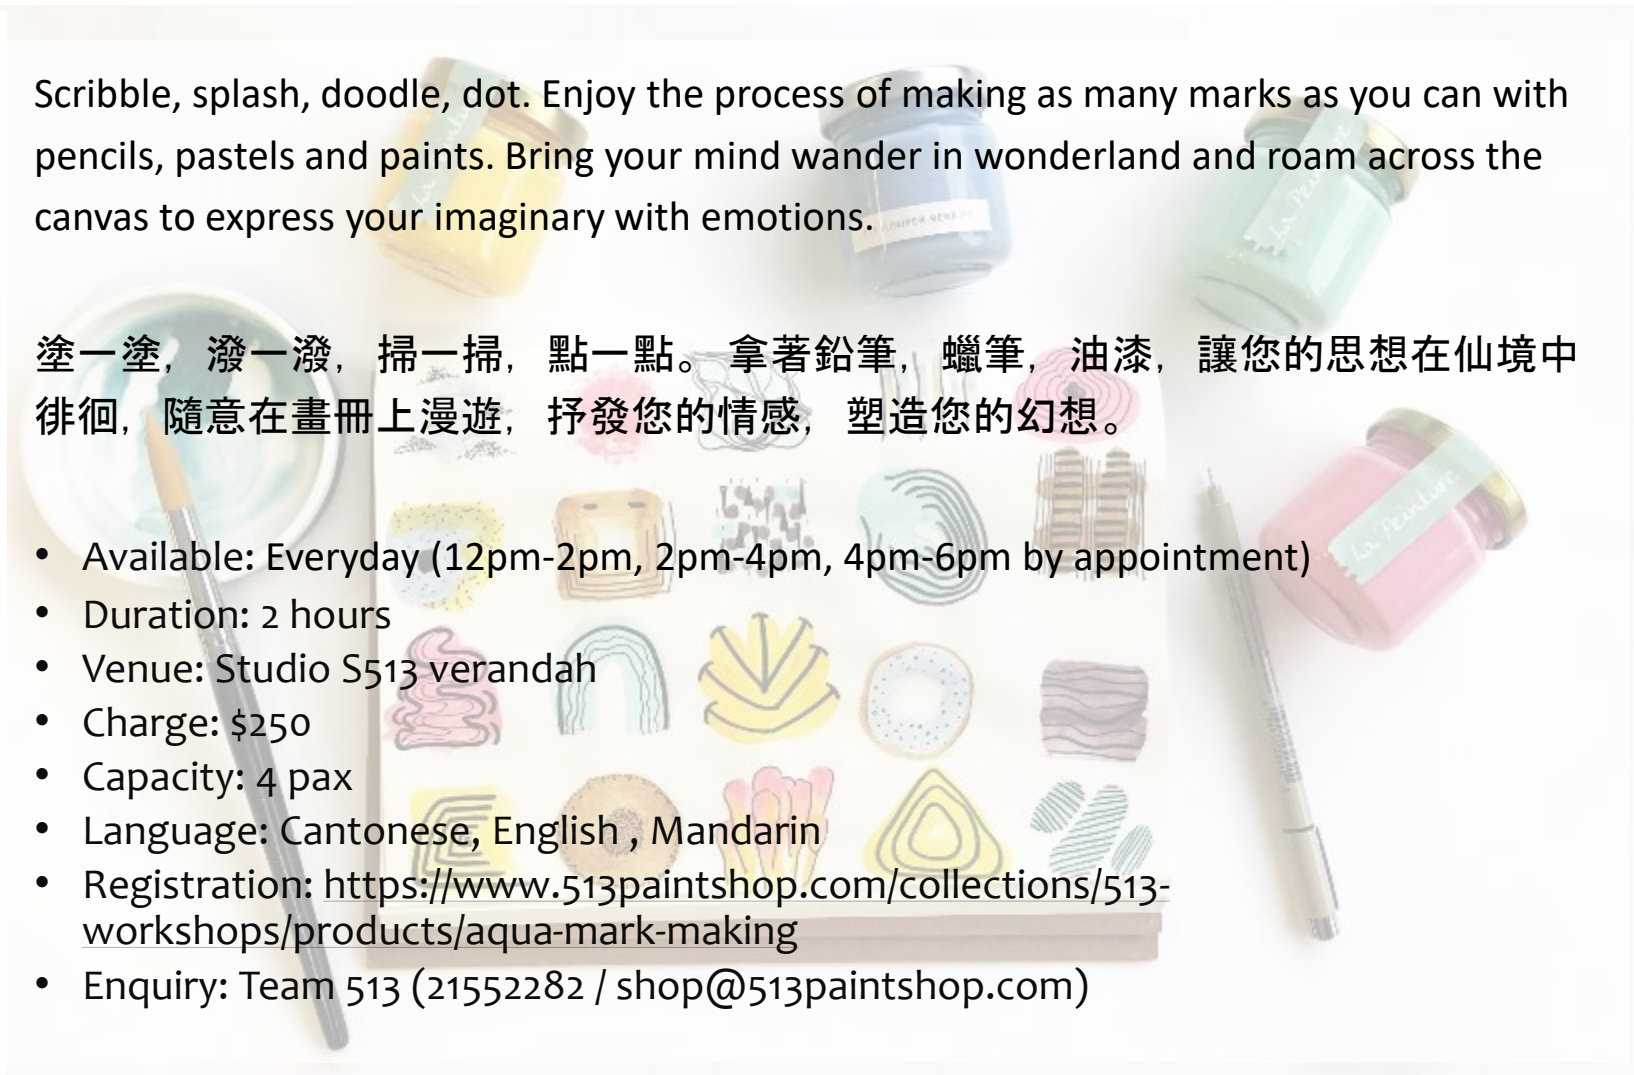 Scribble, splash, doodle, dot. Enjoy the process of making as many marks as you can with
pencils, pastels and paints. Bring your mind wander in wonderland and roam across the
canvas to express your imaginary with emotions.
塗一塗, 潑一潑, 掃一掃, 點一點。拿著鉛筆, 蠟筆, 油漆, 讓您的思想在仙境中
徘徊, 隨意在畫冊上漫遊, 抒發您的情感, 塑造您的幻想。
• Available: Everyday (12pm-2pm, 2pm-4pm, 4pm-6pm by appointment)
• Duration: 2 hours
• Venue: Studio S513 verandah
• Charge: $250
• Capacity: 4 pax
• Language: Cantonese, English , Mandarin
• Registration: https://www.513paintshop.com/collections/513-
workshops/products/aqua-mark-making
• Enquiry: Team 513 (21552282 / shop@513paintshop.com)
La Peinture
La Peinture